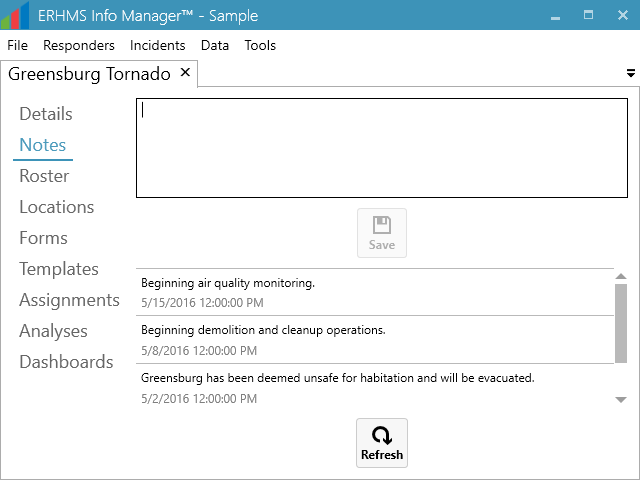 ERHMS Info Manager™ - Sample
File Responders Incidents Data Tools
Greensburg Tornado ✕
Details
Notes
Roster
Locations
Forms
Templates
Assignments
Analyses
Dashboards
Save
Beginning air quality monitoring.
5/15/2016 12:00:00 PM
Beginning demolition and cleanup operations.
5/8/2016 12:00:00 PM
Greensburg has been deemed unsafe for habitation and will be evacuated.
5/2/2016 12:00:00 PM
Refresh